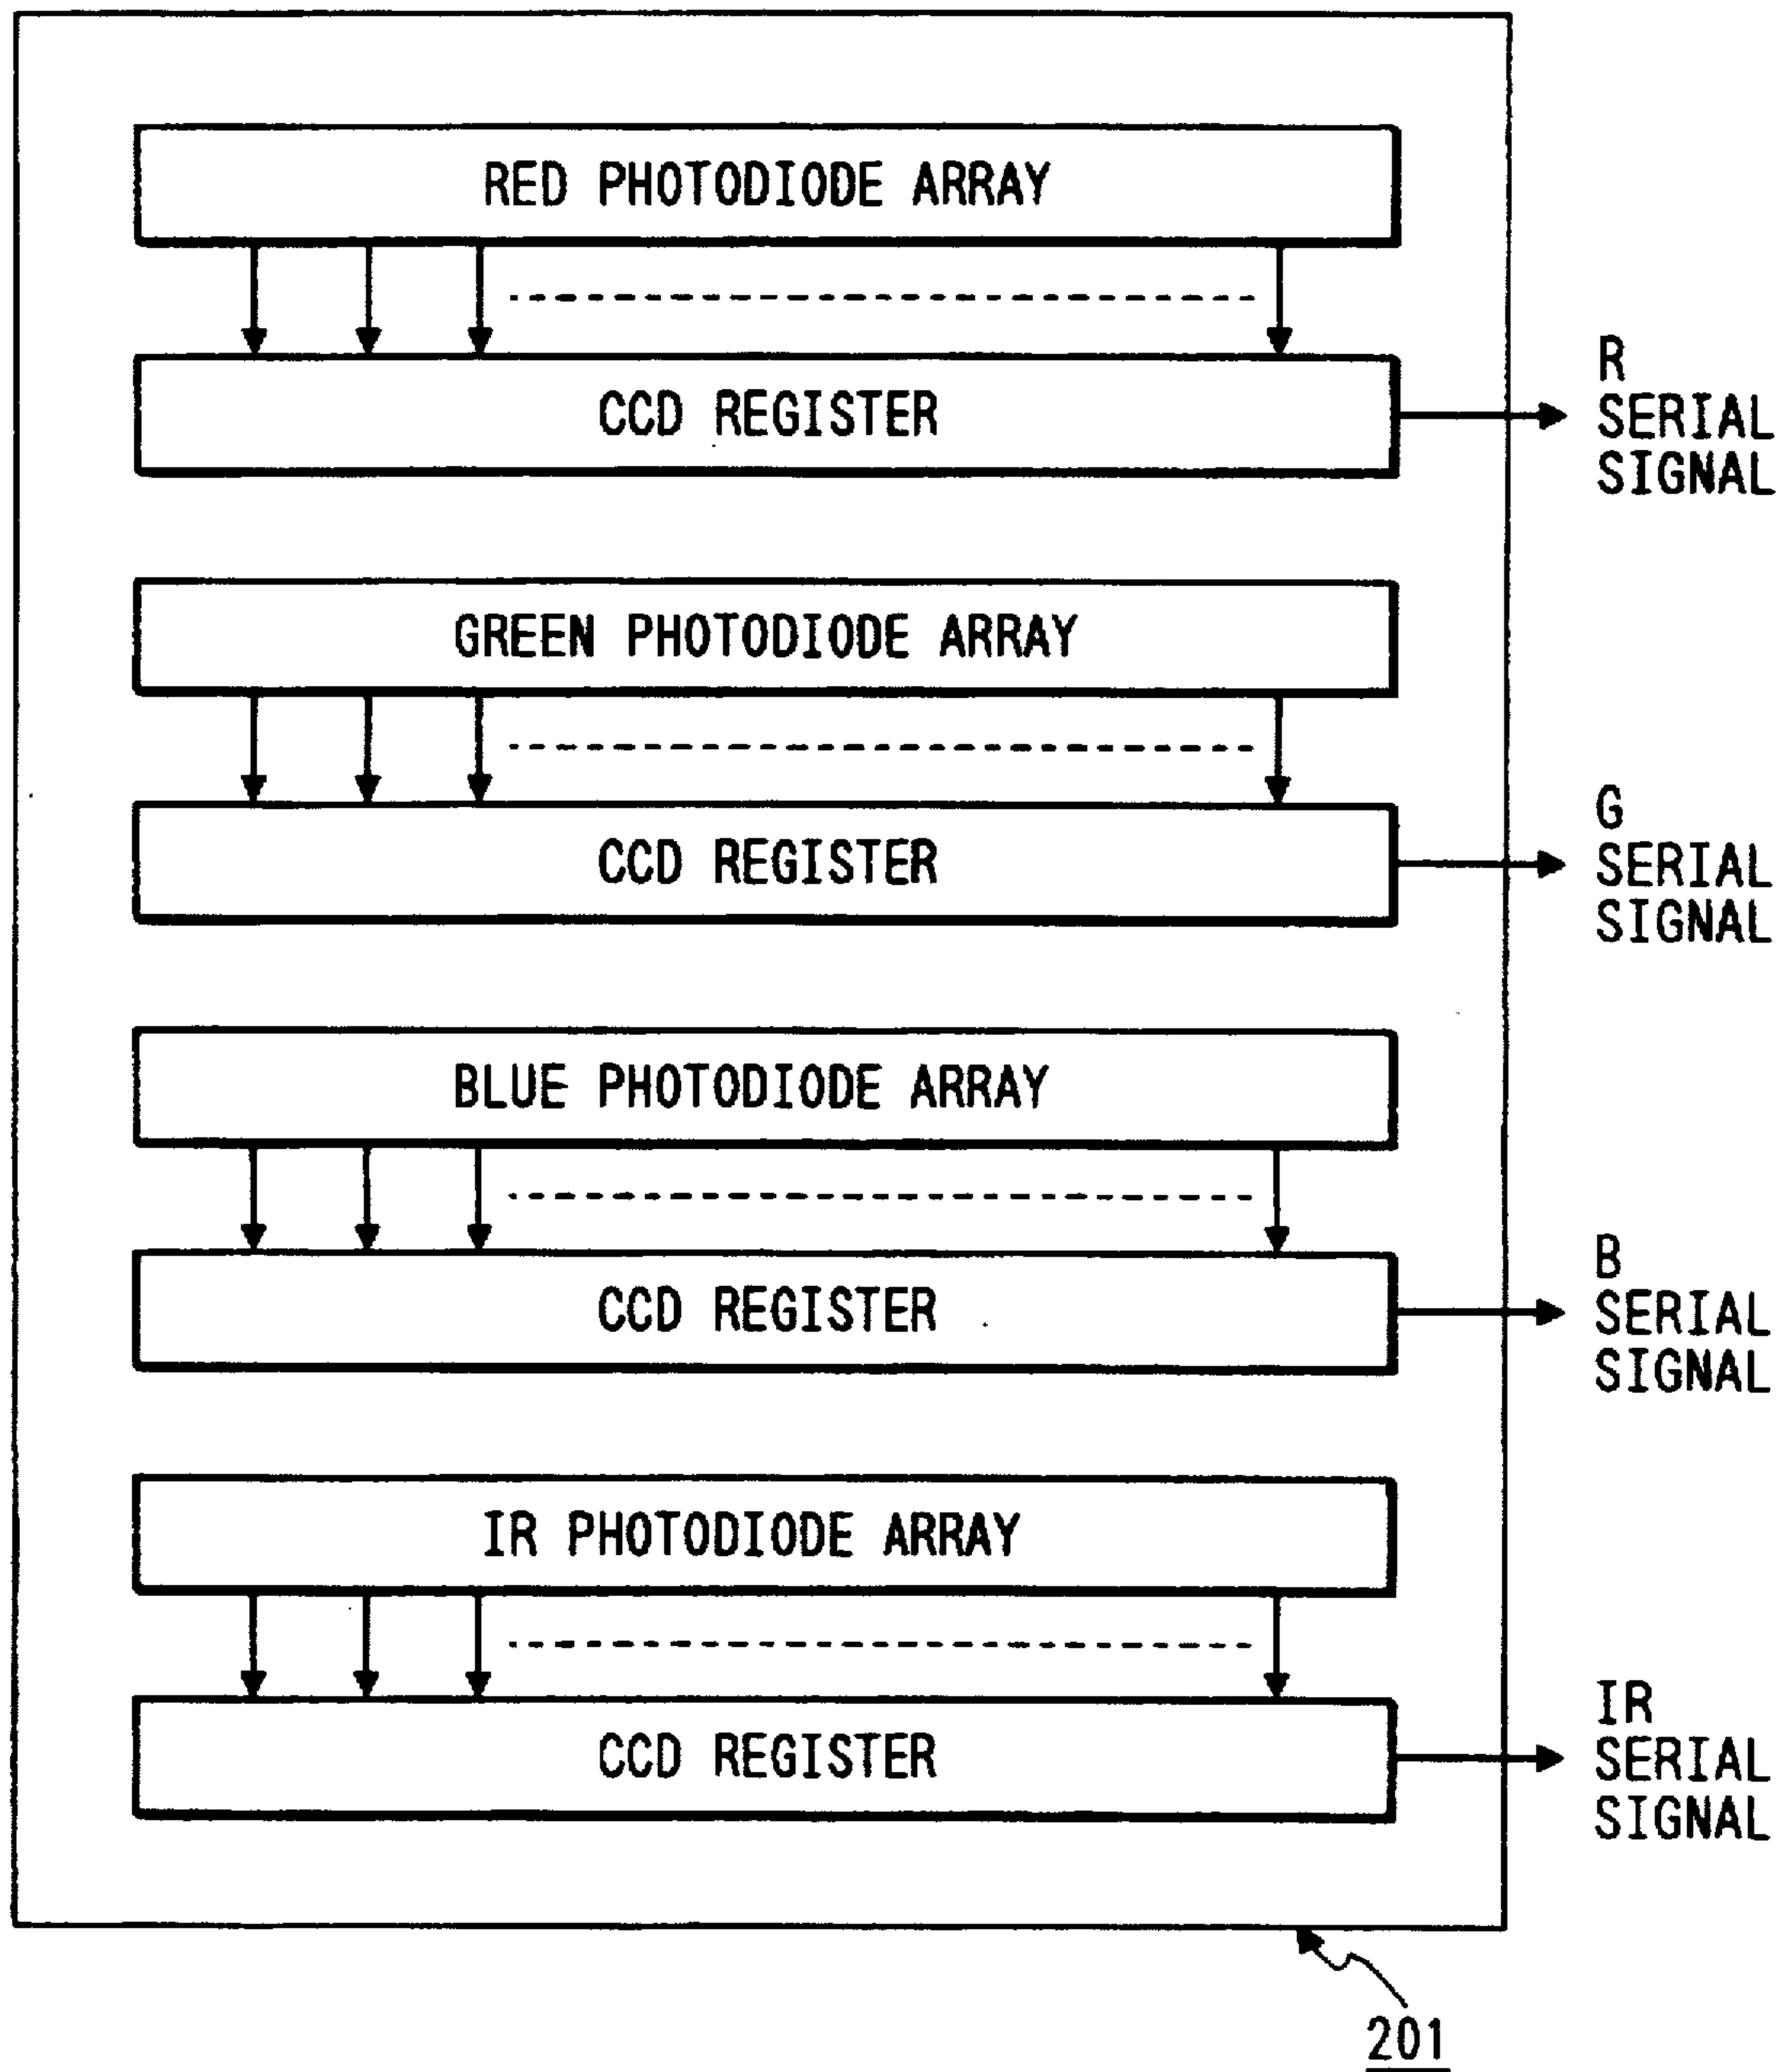 RED PHOTODIODE ARRAY
CCD REGISTER
R
SERIAL
SIGNAL
GREEN PHOTODIODE ARRAY
CCD REGISTER
G
SERIAL
SIGNAL
BLUE PHOTODIODE ARRAY
CCD REGISTER
B
SERIAL
SIGNAL
IR PHOTODIODE ARRAY
CCD REGISTER
IR
SERIAL
SIGNAL
201